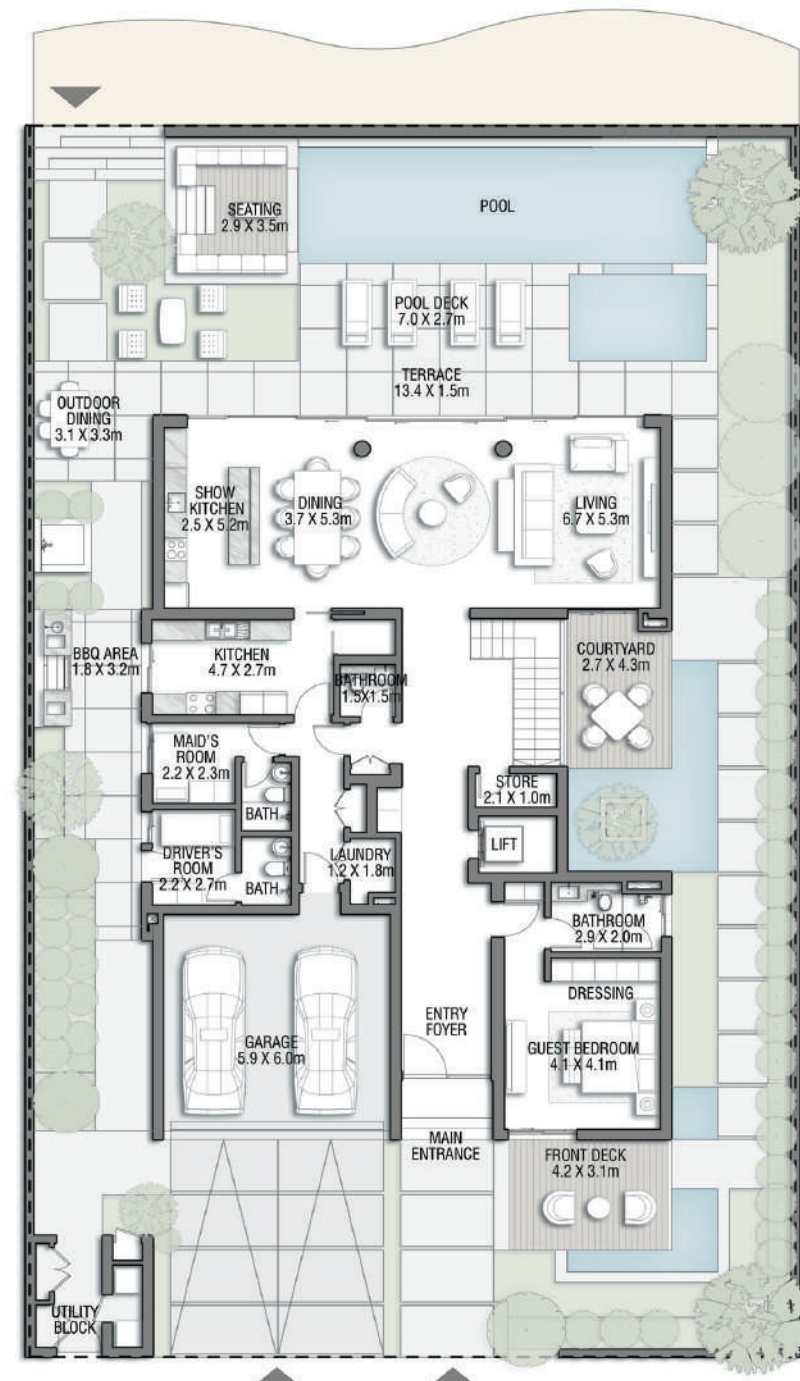 SEATING
2.9 X 3.5m
POOL
POOL DECK
7.0 X 2.7m
TERRACE
13.4 X 1.5m
OUTDOOR
DINING
3.1 X 3.3m
SHOW
KITCHEN
2.5 X 5.2m
DINING
3.7 X 5.3m
LIVING
6.7 X 5.3m
BBQ AREA
1.8 X 3.2m
KITCHEN
4.7 X 2.7m
BATHROOM
1.5X1.5m
COURTYARD
2.7 X 4.3m
MAID'S
ROOM
2.2 X 2.3m
BATH
STORE
2.1 X 1.0m
LIFT
DRIVER'S
ROOM
2.2 X 2.7m
BATH
LAUNDRY
1.2 X 1.8m
BATHROOM
2.9 X 2.0m
DRESSING
ENTRY
FOYER
GARAGE
5.9 X 6.0m
GUEST BEDROOM
4.1 X 4.1m
MAIN
ENTRANCE
FRONT DECK
4.2 X 3.1m
UTILITY
BLOCK